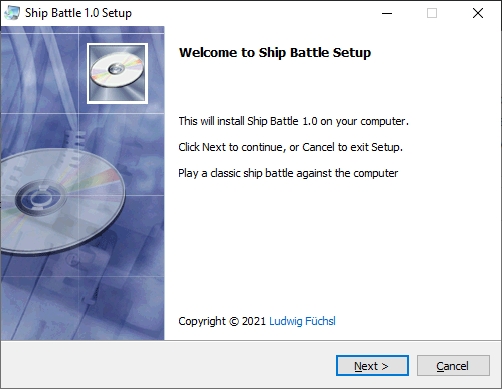 Ship Battle 1.0 Setup
Welcome to Ship Battle Setup
This will install Ship Battle 1.0 on your computer.
Click Next to continue, or Cancel to exit Setup.
Play a classic ship battle against the computer
Copyright © 2021 Ludwig Füchsl
Next >
Cancel